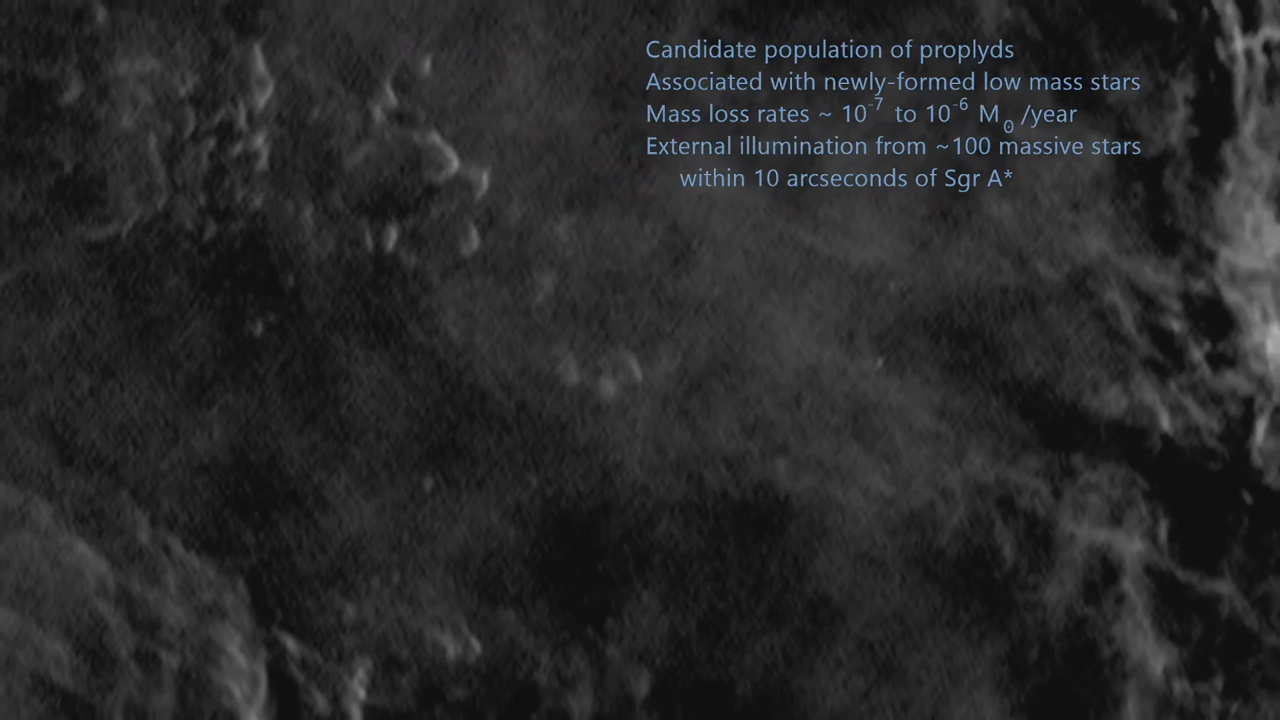 Candidate population of proplyds
Associated with newly-formed low mass stars
Mass loss rates ~ 10⁻⁷ to 10⁻⁶ M₀/year
External illumination from ~100 massive stars
within 10 arcseconds of Sgr A*